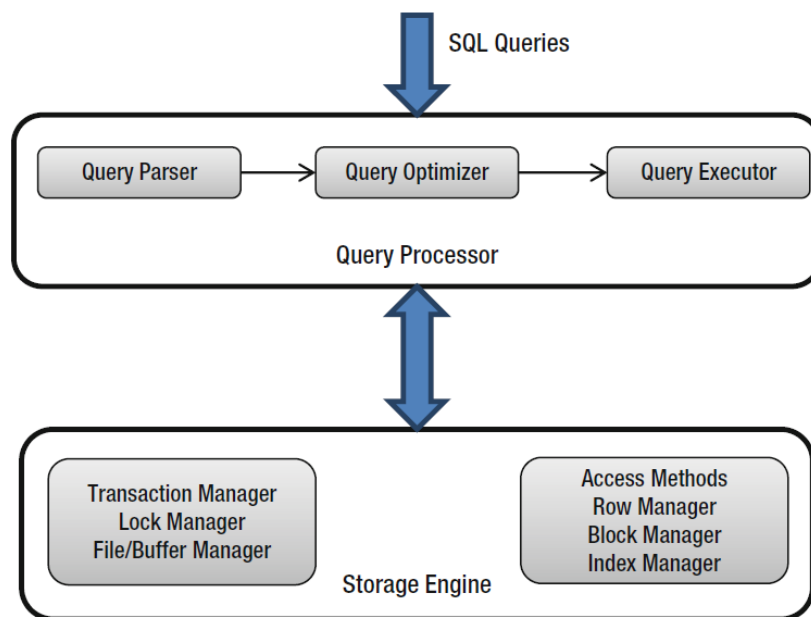 SQL Queries
Query Parser
Query Optimizer
Query Executor
Query Processor
Transaction Manager
Lock Manager
File/Buffer Manager
Access Methods
Row Manager
Block Manager
Index Manager
Storage Engine